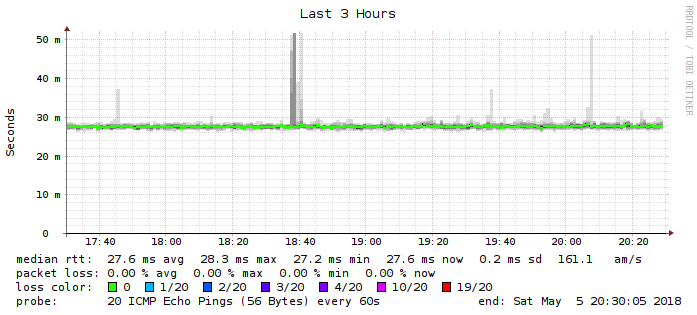 Last 3 Hours
RRDTOOL / TOBI OETIKER
Seconds
50 m
40 m
30 m
20 m
10 m
0
17:40 18:00 18:20 18:40 19:00 19:20 19:40 20:00 20:20
median rtt: 27.6 ms avg 28.3 ms max 27.2 ms min 27.6 ms now 0.2 ms sd 161.1 am/s
packet loss: 0.00 % avg 0.00 % max 0.00 % min 0.00 % now
loss color: 0 1/20 2/20 3/20 4/20 10/20 19/20
probe: 20 ICMP Echo Pings (56 Bytes) every 60s end: Sat May 5 20:30:05 2018